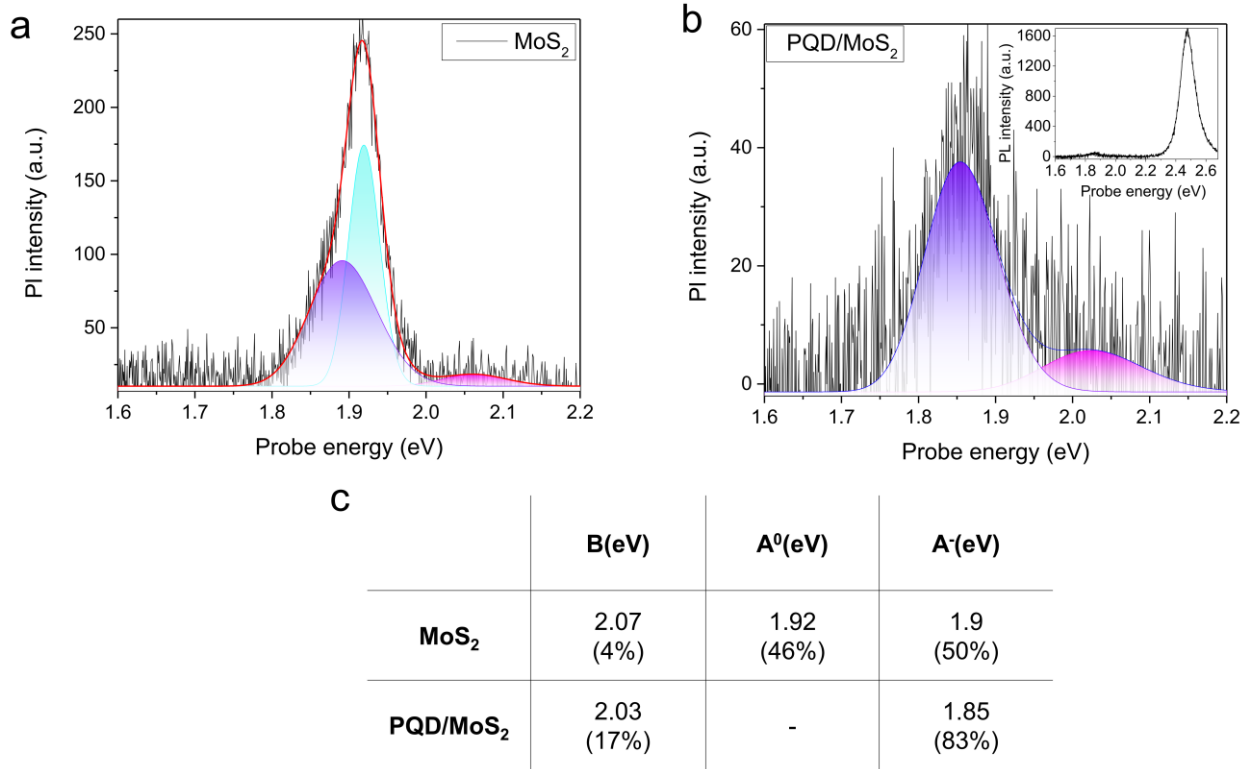 a
MoS₂
PI intensity (a.u.)
250
200
150
100
50
1.6 1.7 1.8 1.9 2.0 2.1 2.2
Probe energy (eV)
b
PQD/MoS₂
PI intensity (a.u.)
60
40
20
0
1.6 1.7 1.8 1.9 2.0 2.1 2.2
Probe energy (eV)
PL intensity (a.u.)
1600
1200
800
400
0
1.6 1.8 2.0 2.2 2.4 2.6
Probe energy (eV)
c
B(eV) A⁰(eV) A⁻(eV)
MoS₂ 2.07 1.92 1.9
(4%) (46%) (50%)
PQD/MoS₂ 2.03 - 1.85
(17%) (83%)